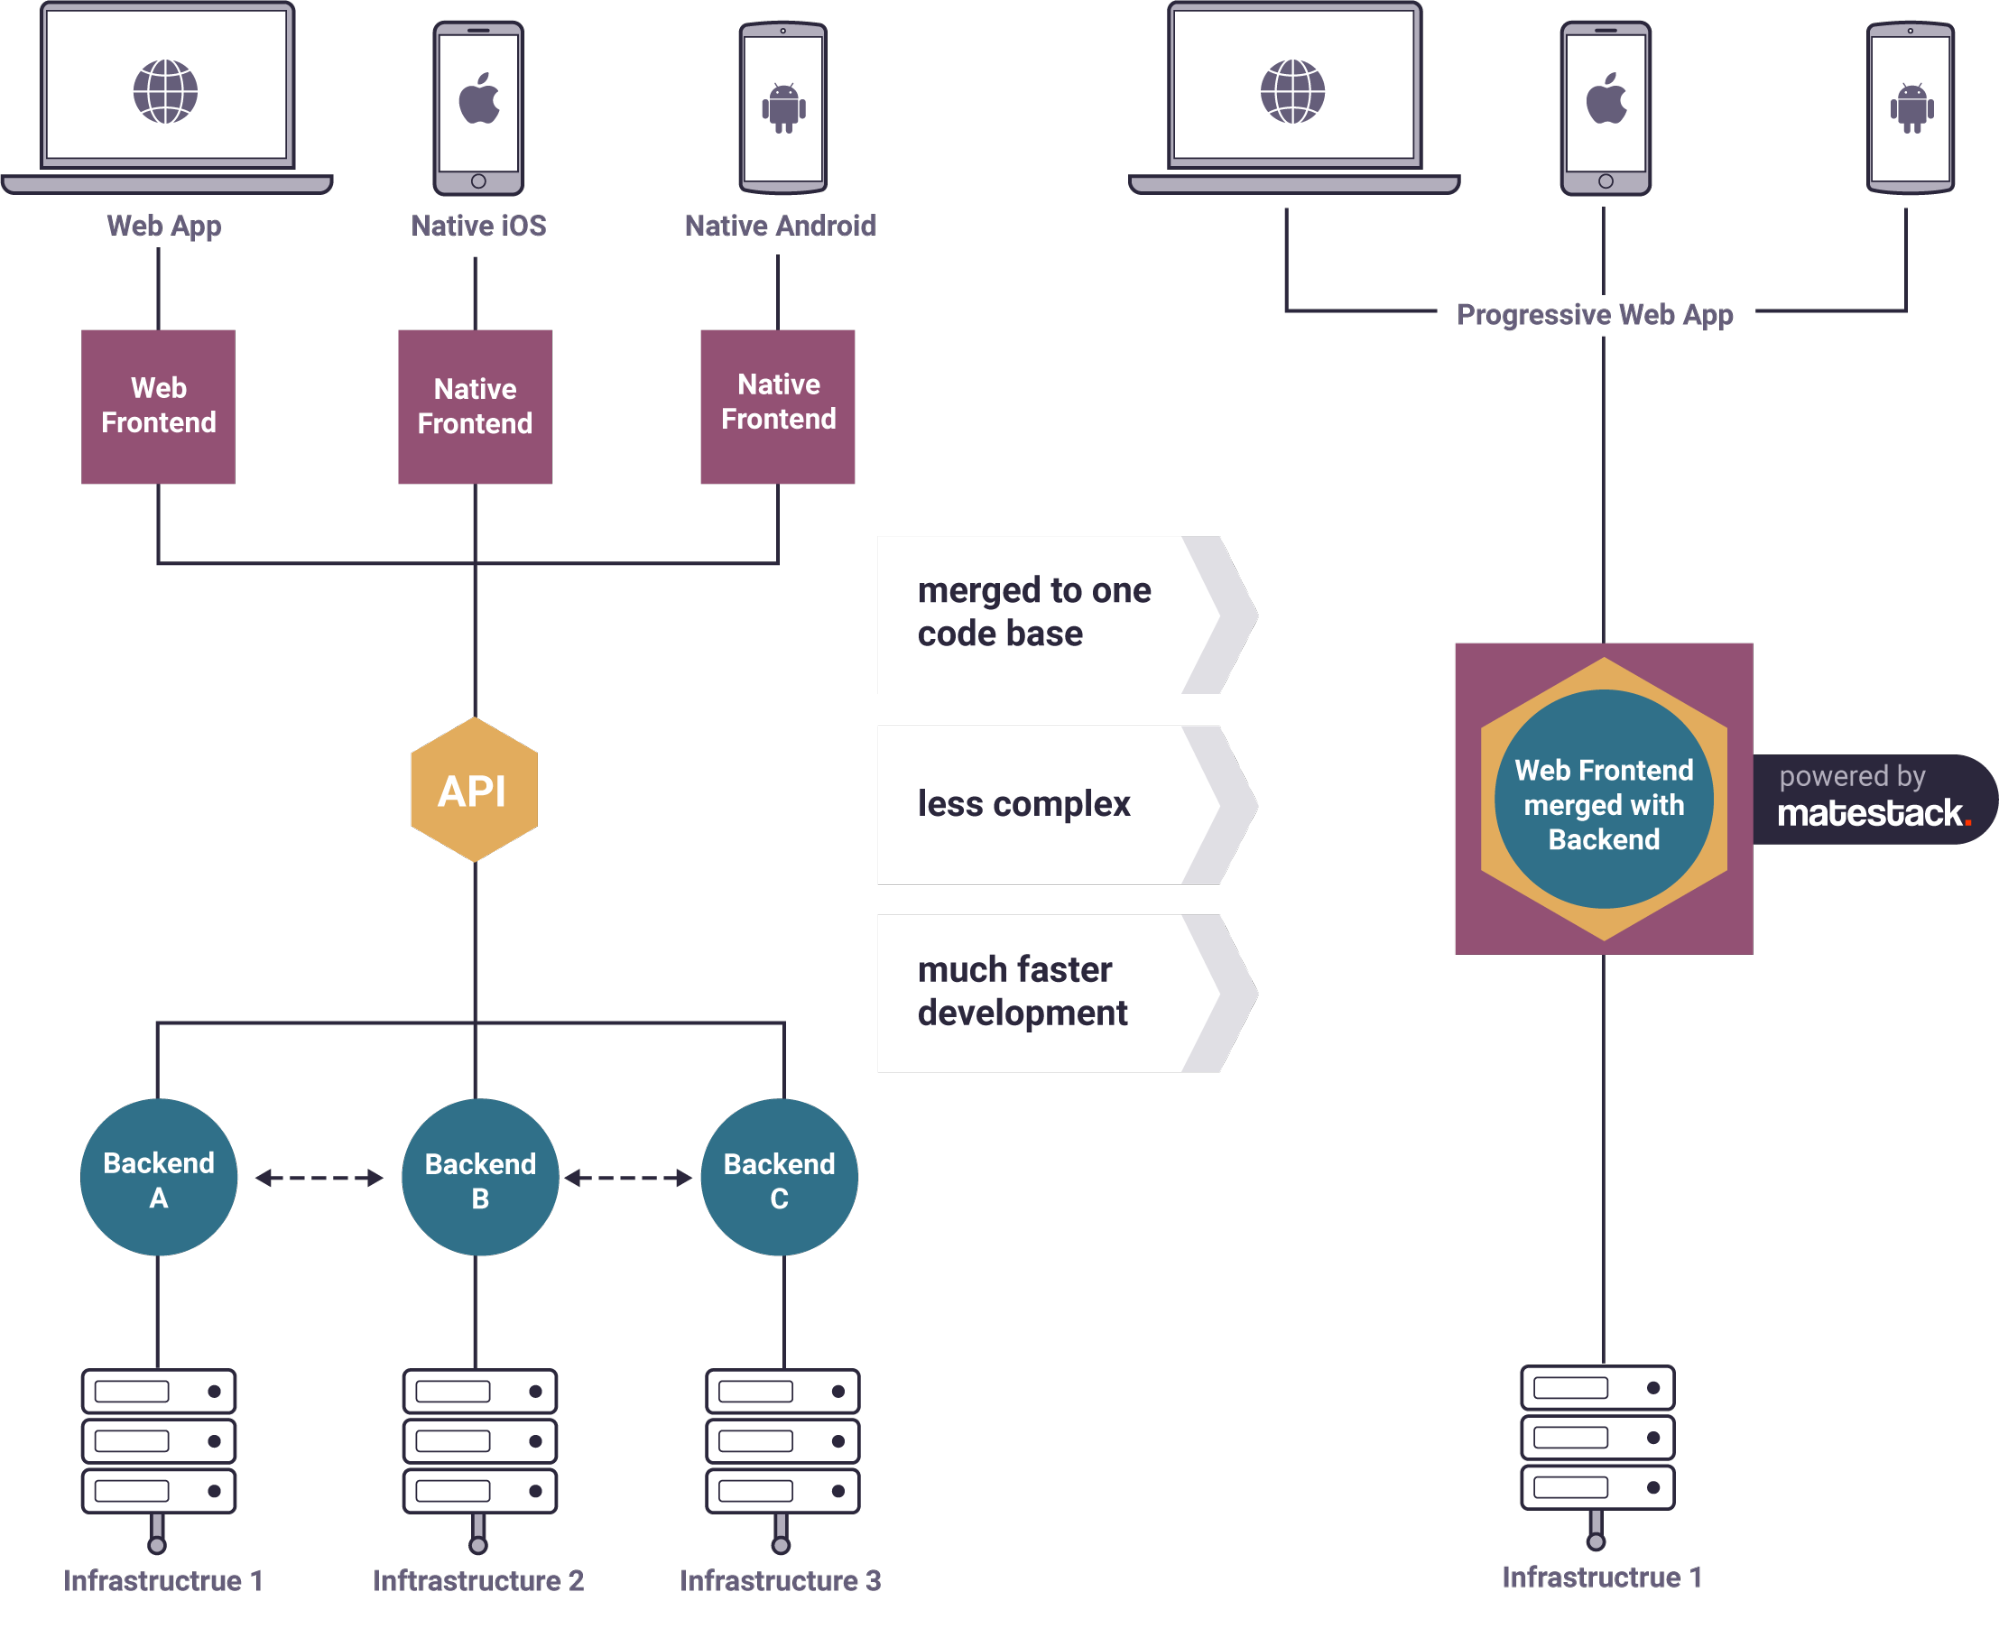 Web App
Native iOS
Native Android
Progressive Web App
Web
Frontend
Native
Frontend
Native
Frontend
merged to one
code base
API
less complex
Web Frontend
merged with
Backend
powered by
matestack.
much faster
development
Backend
A
Backend
B
Backend
C
Infrastructrue 1
Inftrastructure 2
Infrastructure 3
Infrastructrue 1